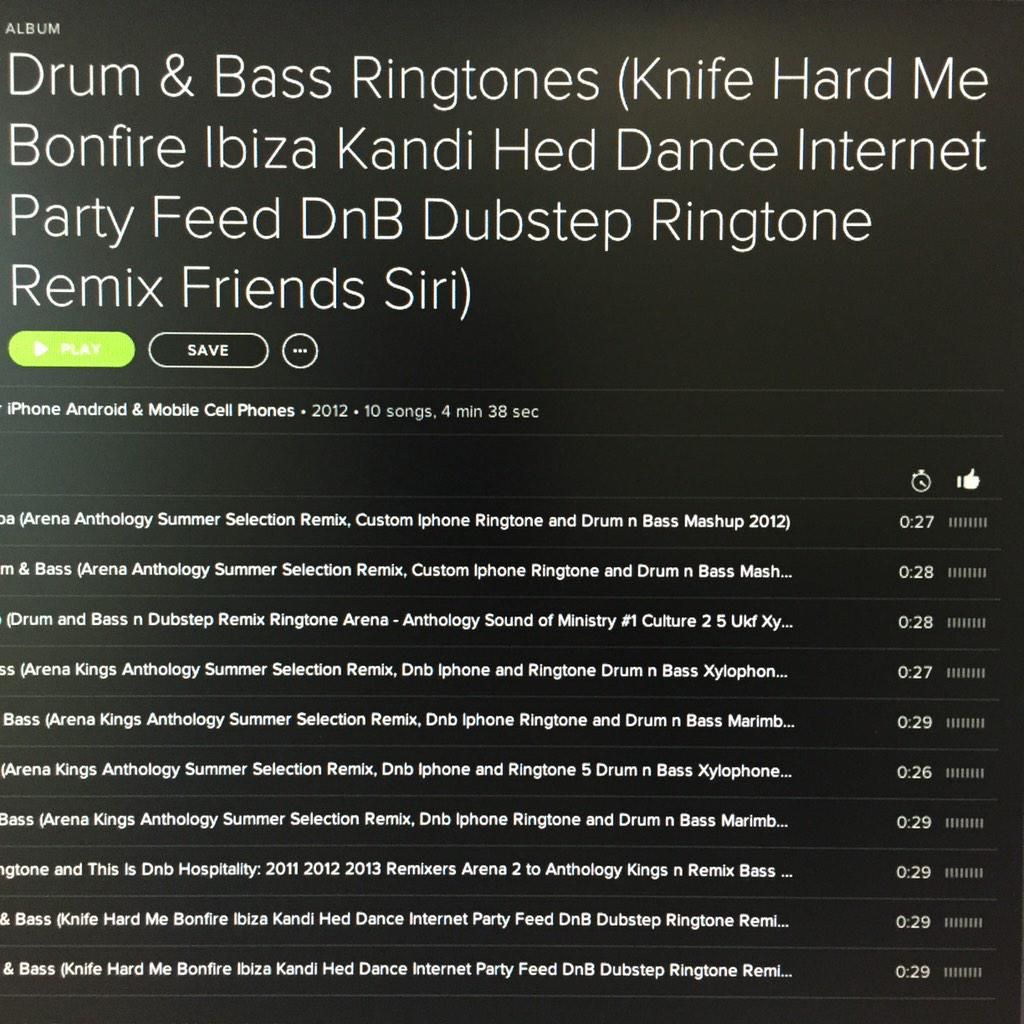 ALBUM
Drum & Bass Ringtones (Knife Hard Me
Bonfire Ibiza Kandi Hed Dance Internet
Party Feed DnB Dubstep Ringtone
Remix Friends Siri)
PLAY SAVE
iPhone Android & Mobile Cell Phones • 2012 • 10 songs, 4 min 38 sec
(Arena Anthology Summer Selection Remix, Custom Iphone Ringtone and Drum n Bass Mashup 2012) 0:27
& Bass (Arena Anthology Summer Selection Remix, Custom Iphone Ringtone and Drum n Bass Mash... 0:28
(Drum and Bass n Dubstep Remix Ringtone Arena - Anthology Sound of Ministry #1 Culture 2 5 Ukf Xy... 0:28
(Arena Kings Anthology Summer Selection Remix, Dnb Iphone and Ringtone Drum n Bass Xylophon... 0:27
Bass (Arena Kings Anthology Summer Selection Remix, Dnb Iphone Ringtone and Drum n Bass Marimb... 0:29
(Arena Kings Anthology Summer Selection Remix, Dnb Iphone and Ringtone 5 Drum n Bass Xylophone... 0:26
Bass (Arena Kings Anthology Summer Selection Remix, Dnb Iphone Ringtone and Drum n Bass Marimb... 0:29
ngtone and This Is Dnb Hospitality: 2011 2012 2013 Remixers Arena 2 to Anthology Kings n Remix Bass ... 0:29
& Bass (Knife Hard Me Bonfire Ibiza Kandi Hed Dance Internet Party Feed DnB Dubstep Ringtone Remi... 0:29
& Bass (Knife Hard Me Bonfire Ibiza Kandi Hed Dance Internet Party Feed DnB Dubstep Ringtone Remi... 0:29